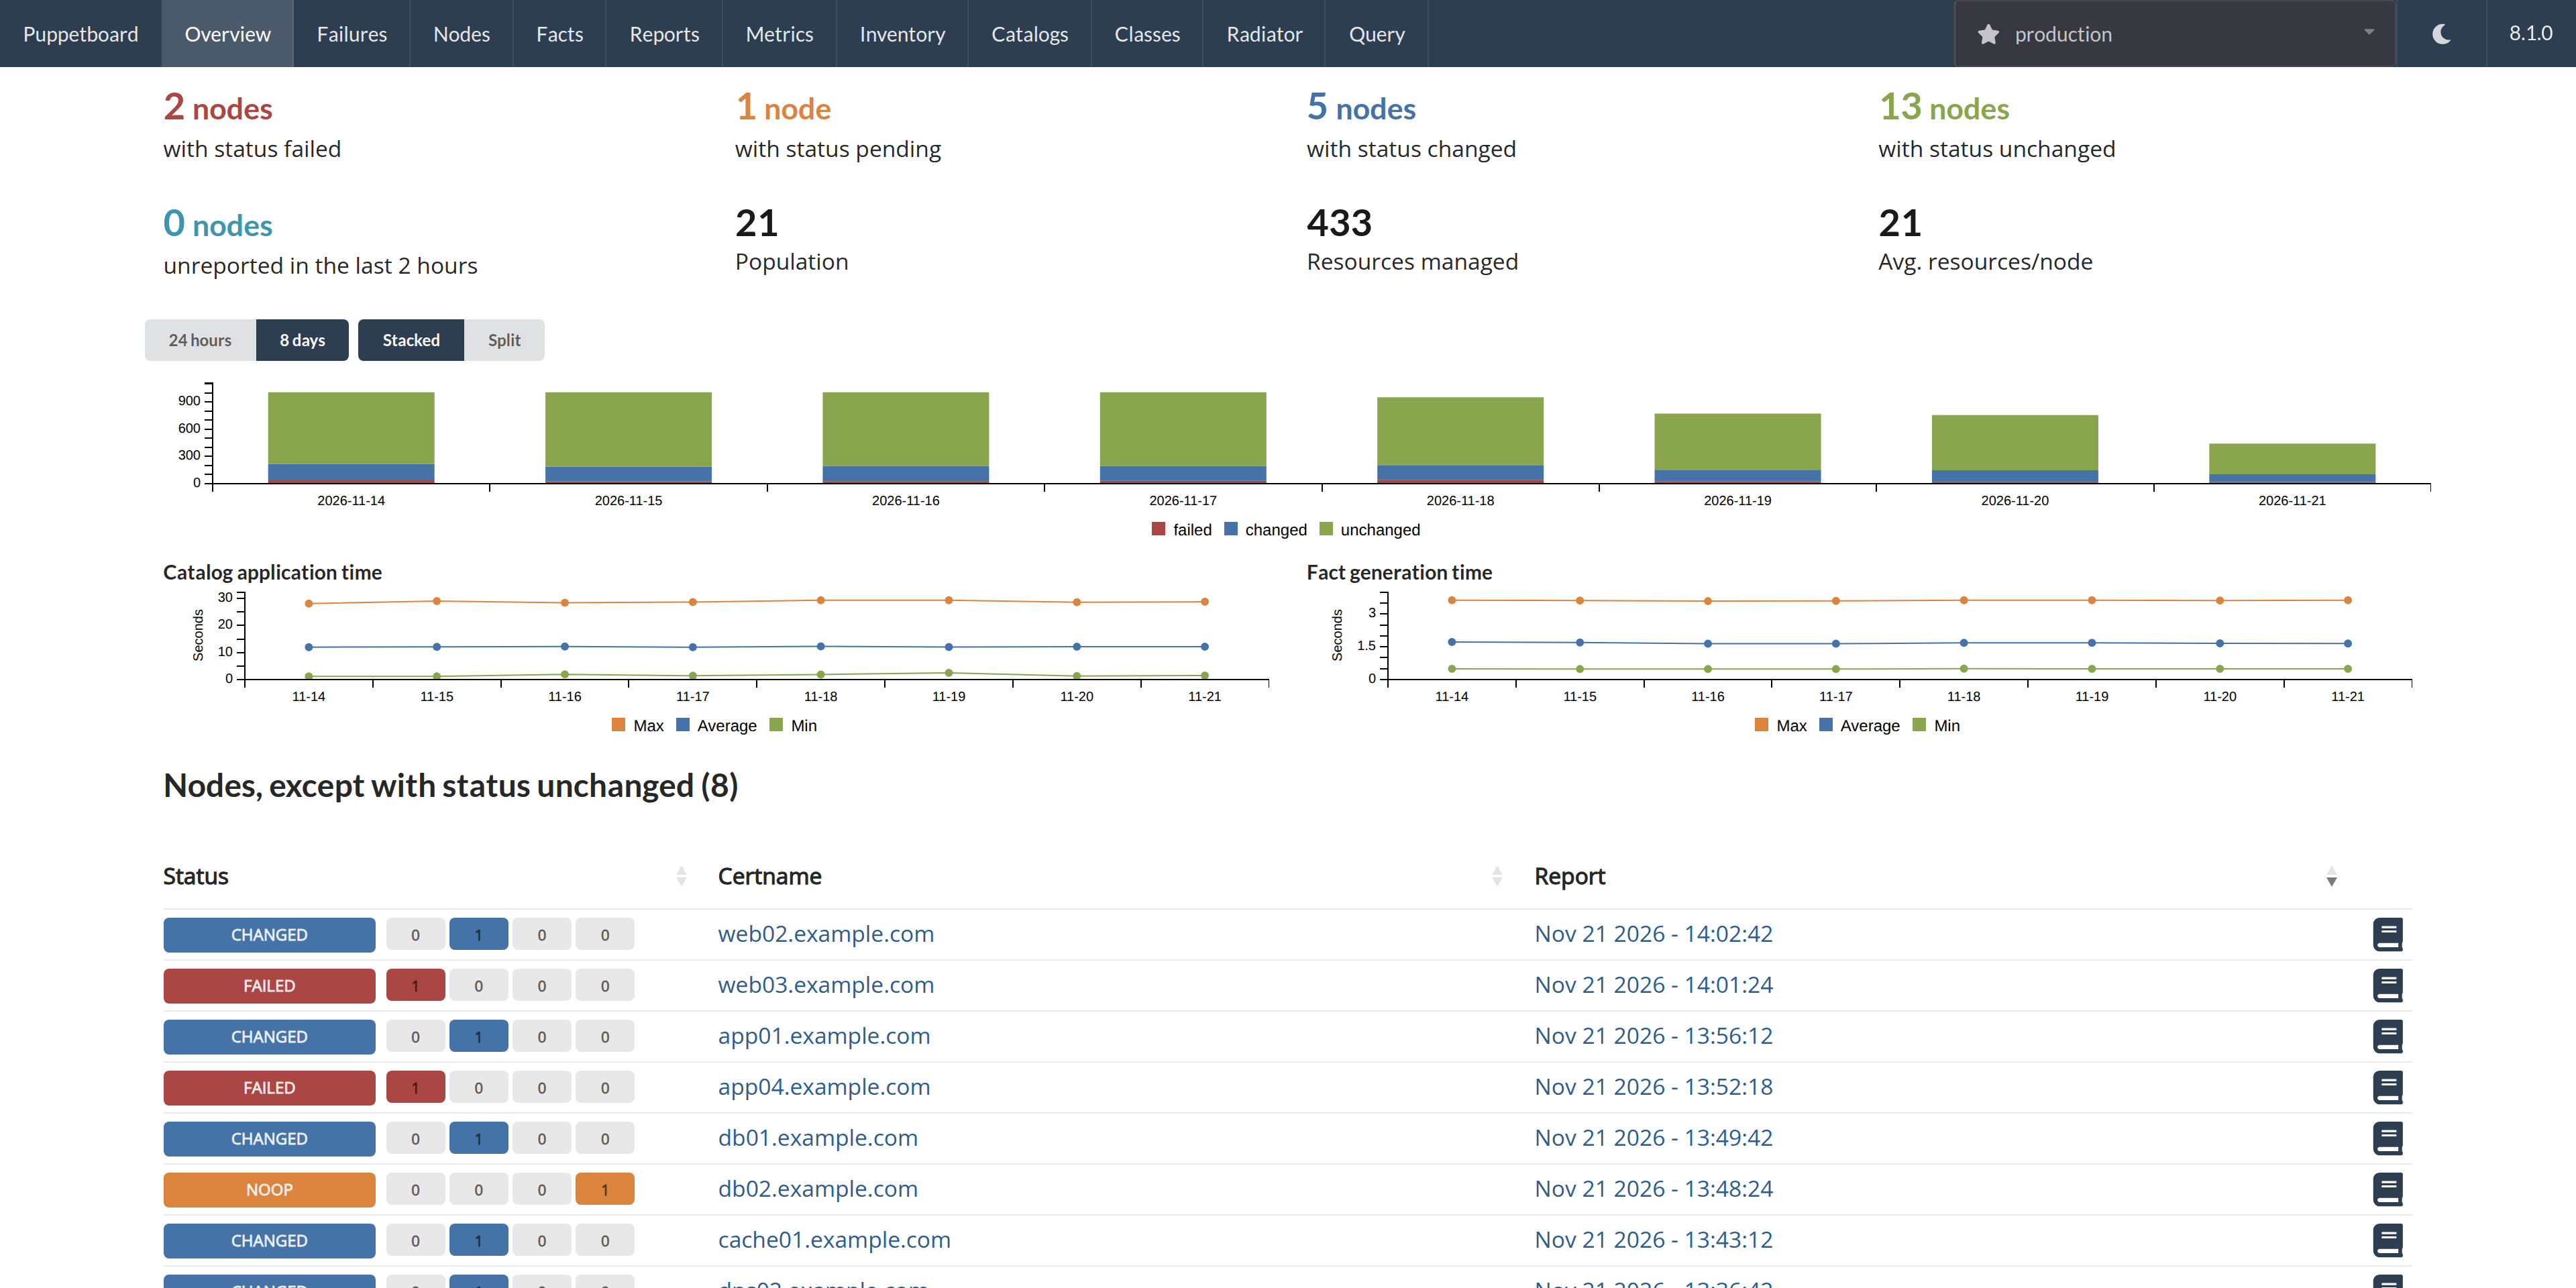 Puppetboard Overview Failures Nodes Facts Reports Metrics Inventory Catalogs Classes Radiator Query production 8.1.0
2 nodes 1 node 5 nodes 13 nodes
with status failed with status pending with status changed with status unchanged
0 nodes 21 433 21
unreported in the last 2 hours Population Resources managed Avg. resources/node
24 hours 8 days Stacked Split
900
600
300
0
2026-11-14 2026-11-15 2026-11-16 2026-11-17 2026-11-18 2026-11-19 2026-11-20 2026-11-21
failed changed unchanged
Catalog application time
30
20
10
0
Seconds
11-14 11-15 11-16 11-17 11-18 11-19 11-20 11-21
Max Average Min
Fact generation time
3
1.5
0
Seconds
11-14 11-15 11-16 11-17 11-18 11-19 11-20 11-21
Max Average Min
Nodes, except with status unchanged (8)
Status Certname Report
CHANGED 0 1 0 0 web02.example.com Nov 21 2026 - 14:02:42
FAILED 1 0 0 0 web03.example.com Nov 21 2026 - 14:01:24
CHANGED 0 1 0 0 app01.example.com Nov 21 2026 - 13:56:12
FAILED 1 0 0 0 app04.example.com Nov 21 2026 - 13:52:18
CHANGED 0 1 0 0 db01.example.com Nov 21 2026 - 13:49:42
NOOP 0 0 0 1 db02.example.com Nov 21 2026 - 13:48:24
CHANGED 0 1 0 0 cache01.example.com Nov 21 2026 - 13:43:12
CHANGED Nov 21 2026